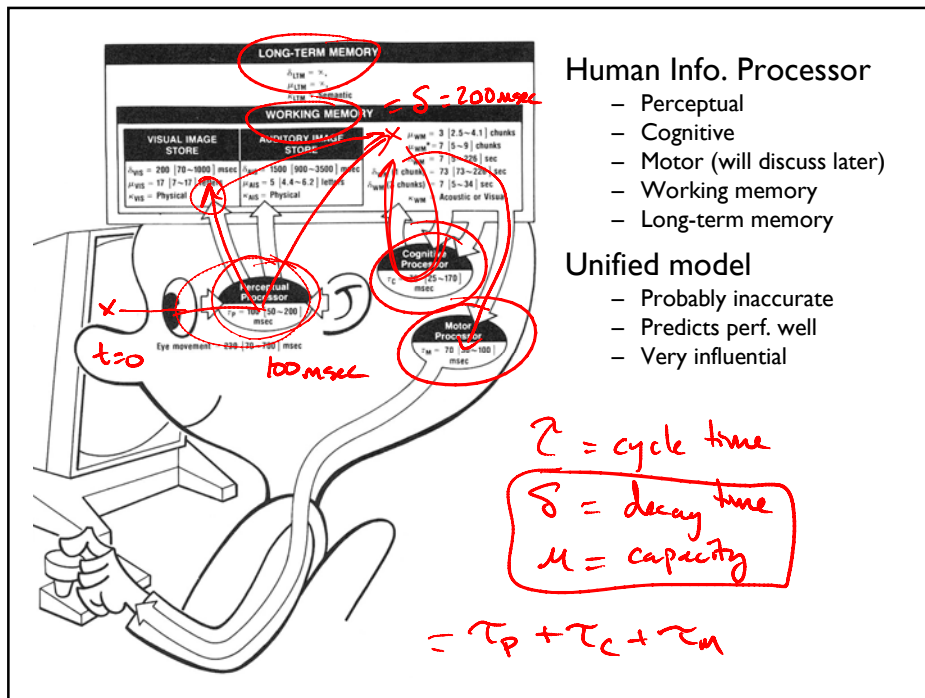 LONG-TERM MEMORY
δLTM = ∞,
μLTM = ∞,
κLTM = Semantic
= δ = 200 msec
WORKING MEMORY
VISUAL IMAGE
STORE
δVIS = 200 [70~1000] msec
μVIS = 17 [7~17] letters
κVIS = Physical
AUDITORY IMAGE
STORE
δAIS = 1500 [900~3500] msec
μAIS = 5 [4.4~6.2] letters
κAIS = Physical
μWM = 3 [2.5~4.1] chunks
μWM* = 7 [5~9] chunks
= 7 [5~226] sec
chunk) = 73 [73~226] sec
δWM chunks) = 7 [5~34] sec
κWM Acoustic or Visual
Cognitive
Processor
τC = [25~170]
msec
Perceptual
Processor
τP = 100 [50~200]
msec
Motor
Processor
τM = 70 [30~100]
msec
Eye movement 230 [70~700] msec
x
x
x
t=0
100 msec
Human Info. Processor
– Perceptual
– Cognitive
– Motor (will discuss later)
– Working memory
– Long-term memory
Unified model
– Probably inaccurate
– Predicts perf. well
– Very influential
τ = cycle time
δ = decay time
μ = capacity
= τP + τC + τM